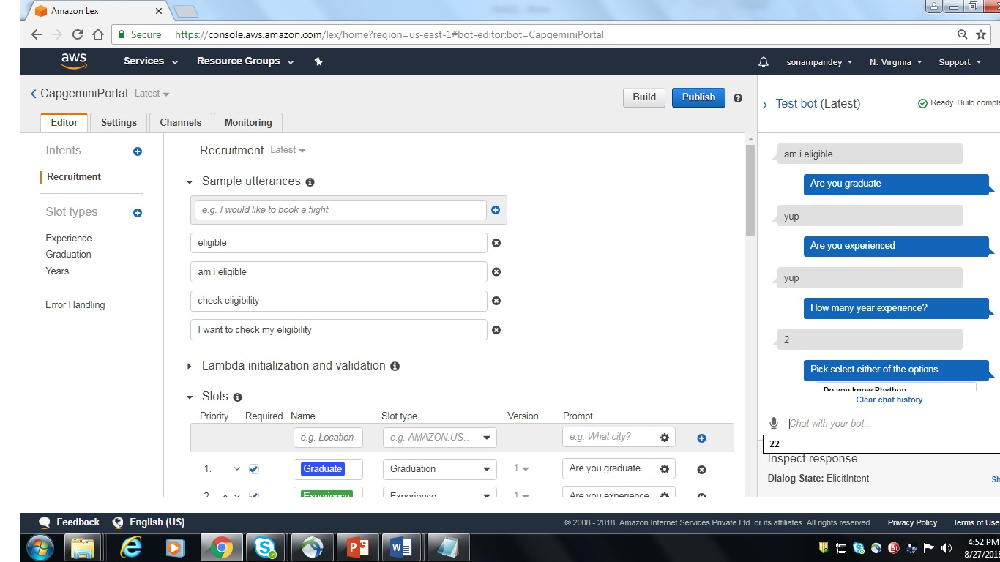 Amazon Lex
Secure
https://console.aws.amazon.com/lex/home?region=us-east-1#bot-editor:bot=CapgeminiPortal
aws
Services
Resource Groups
sonampandey
N. Virginia
Support
CapgeminiPortal Latest
Build
Publish
Test bot (Latest)
Ready. Build comple
Editor
Settings
Channels
Monitoring
Intents
Recruitment
Slot types
Experience
Graduation
Years
Error Handling
Recruitment Latest
Sample utterances
e.g. I would like to book a flight.
eligible
am i eligible
check eligibility
I want to check my eligibility
Lambda initialization and validation
Slots
Priority Required Name Slot type Version Prompt
e.g. Location e.g. AMAZON.US... e.g. What city?
1. Graduate Graduation 1 Are you graduate
2. Experience Experience 1 Are you experience
am i eligible
Are you graduate
yup
Are you experienced
yup
How many year experience?
2
Pick select either of the options
Do you know Phython
Clear chat history
Chat with your bot...
22
Inspect response
Dialog State: ElicitIntent
Sh
Feedback
English (US)
© 2008 - 2018, Amazon Internet Services Private Ltd. or its affiliates. All rights reserved.
Privacy Policy
Terms of Use
4:52 PM
8/27/2018